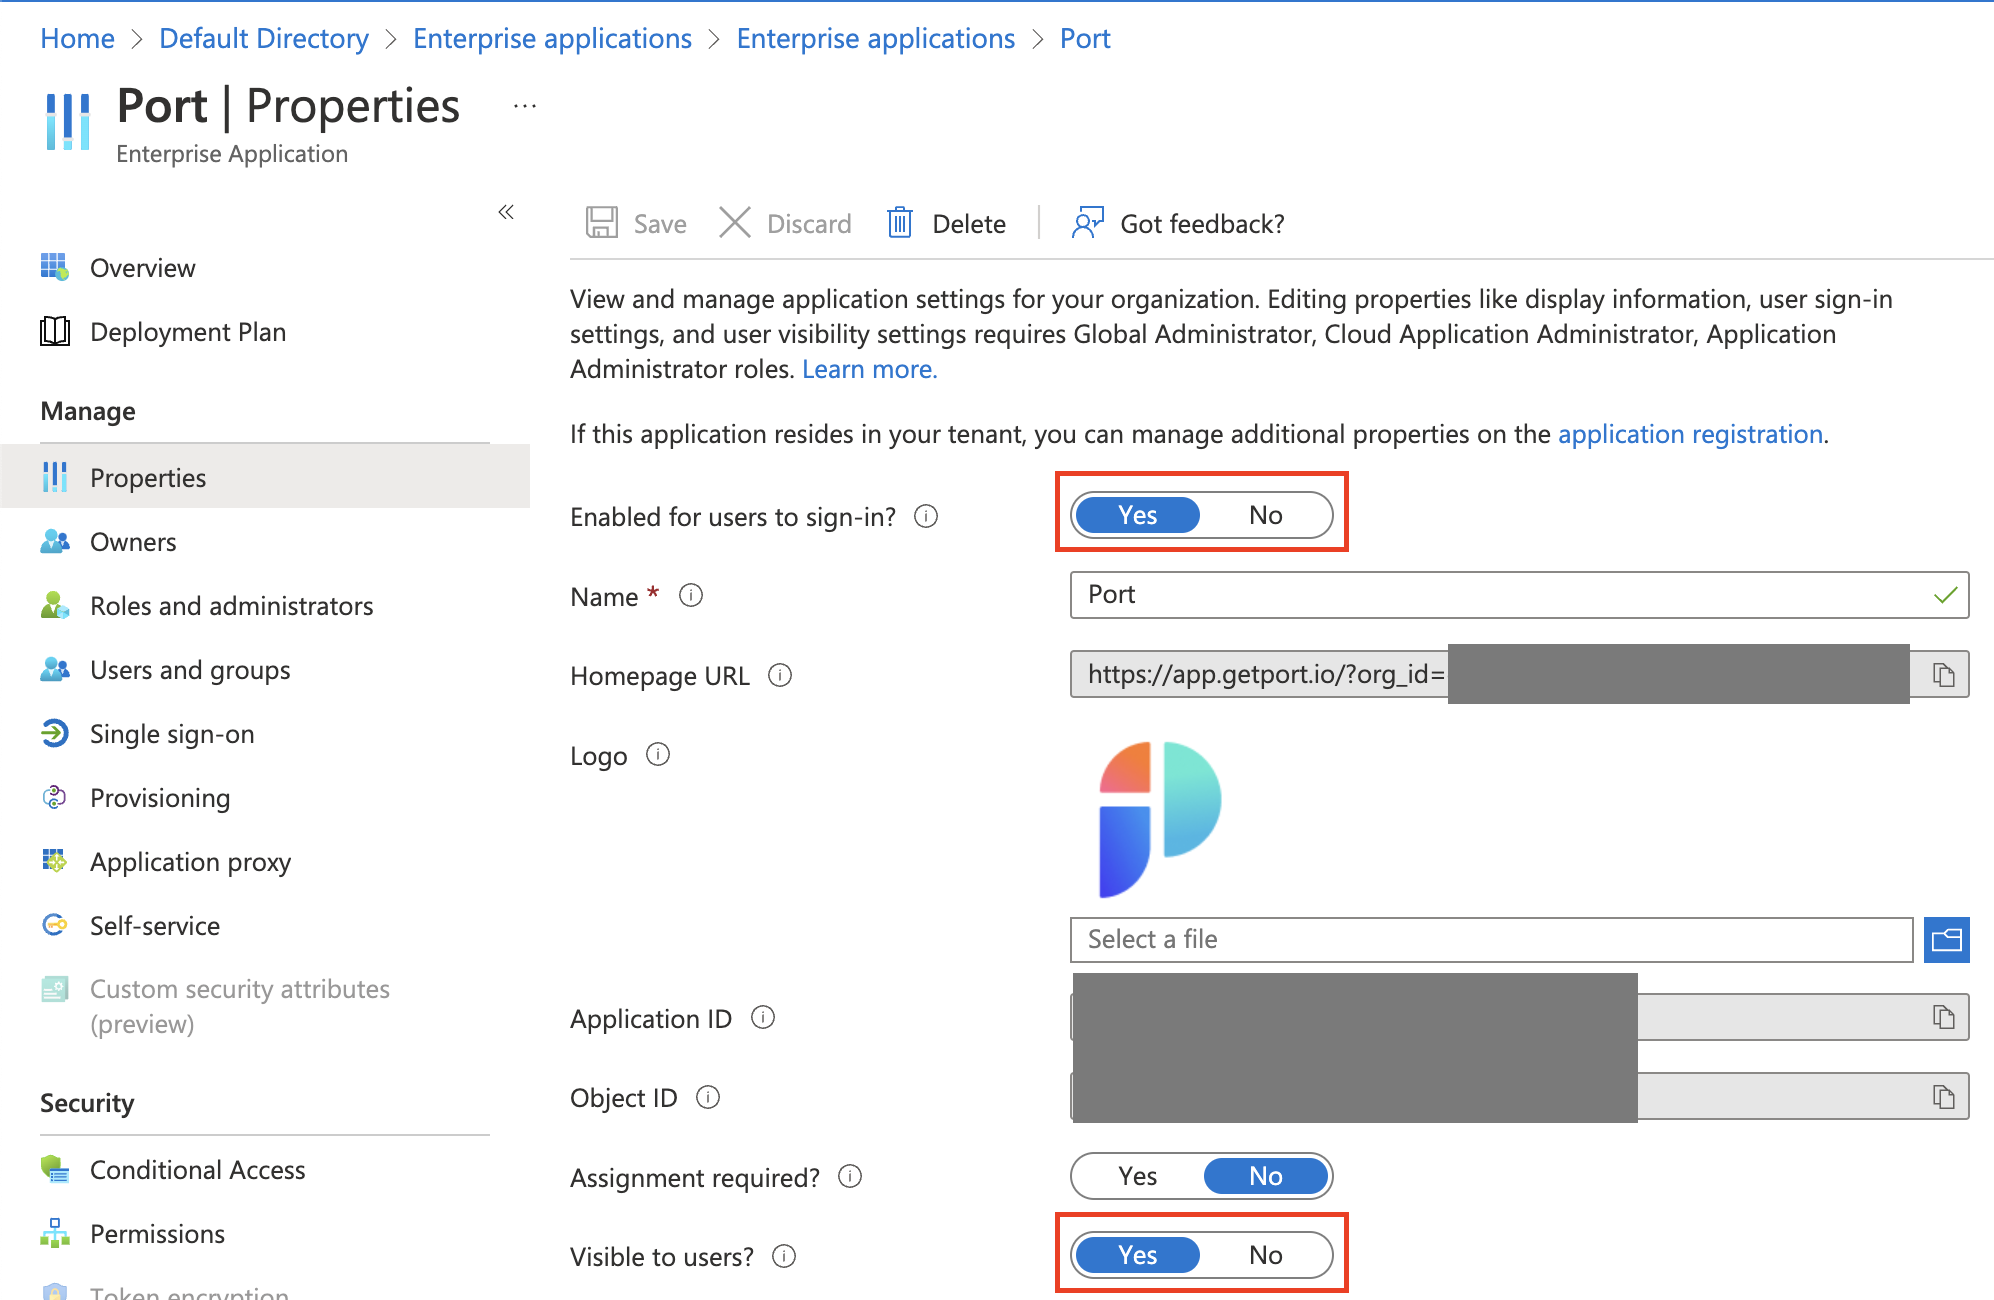 Home > Default Directory > Enterprise applications > Enterprise applications > Port
Port | Properties ...
Enterprise Application
«
Overview
Deployment Plan
Manage
Properties
Owners
Roles and administrators
Users and groups
Single sign-on
Provisioning
Application proxy
Self-service
Custom security attributes
(preview)
Security
Conditional Access
Permissions
Token encryption
Save Discard Delete | Got feedback?
View and manage application settings for your organization. Editing properties like display information, user sign-in
settings, and user visibility settings requires Global Administrator, Cloud Application Administrator, Application
Administrator roles. Learn more.
If this application resides in your tenant, you can manage additional properties on the application registration.
Enabled for users to sign-in? Yes No
Name * Port
Homepage URL https://app.getport.io/?org_id=
Logo
Select a file
Application ID
Object ID
Assignment required? Yes No
Visible to users? Yes No